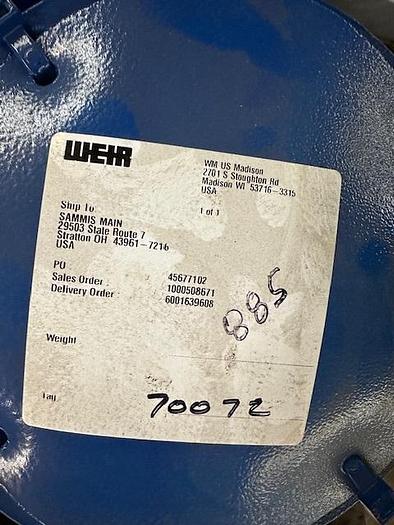 WEIR
WM US Madison
2701 S Stoughton Rd
Madison WI 53716-3315
USA
Ship To
1 of 1
SAMMIS MAIN
29503 State Route 7
Stratton OH 43961-7216
USA
PO 45677102
Sales Order 1000508671
Delivery Order 6001639608
885
Weight
Tag 70072